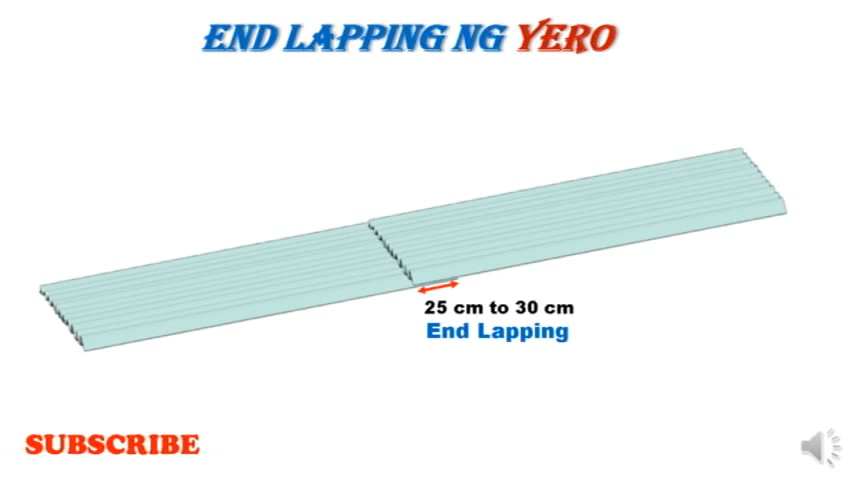 END LAPPING NG YERO
25 cm to 30 cm
End Lapping
SUBSCRIBE